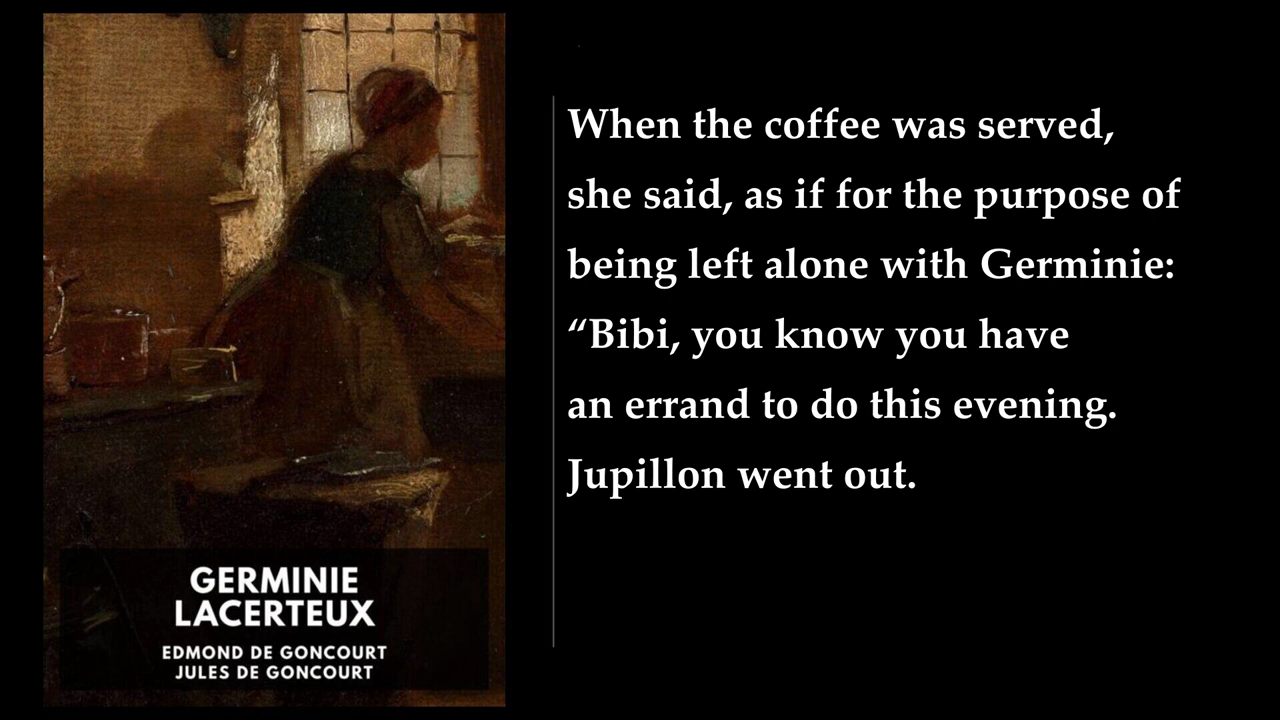 GERMINIE
LACERTEUX
EDMOND DE GONCOURT
JULES DE GONCOURT
When the coffee was served,
she said, as if for the purpose of
being left alone with Germinie:
“Bibi, you know you have
an errand to do this evening.
Jupillon went out.